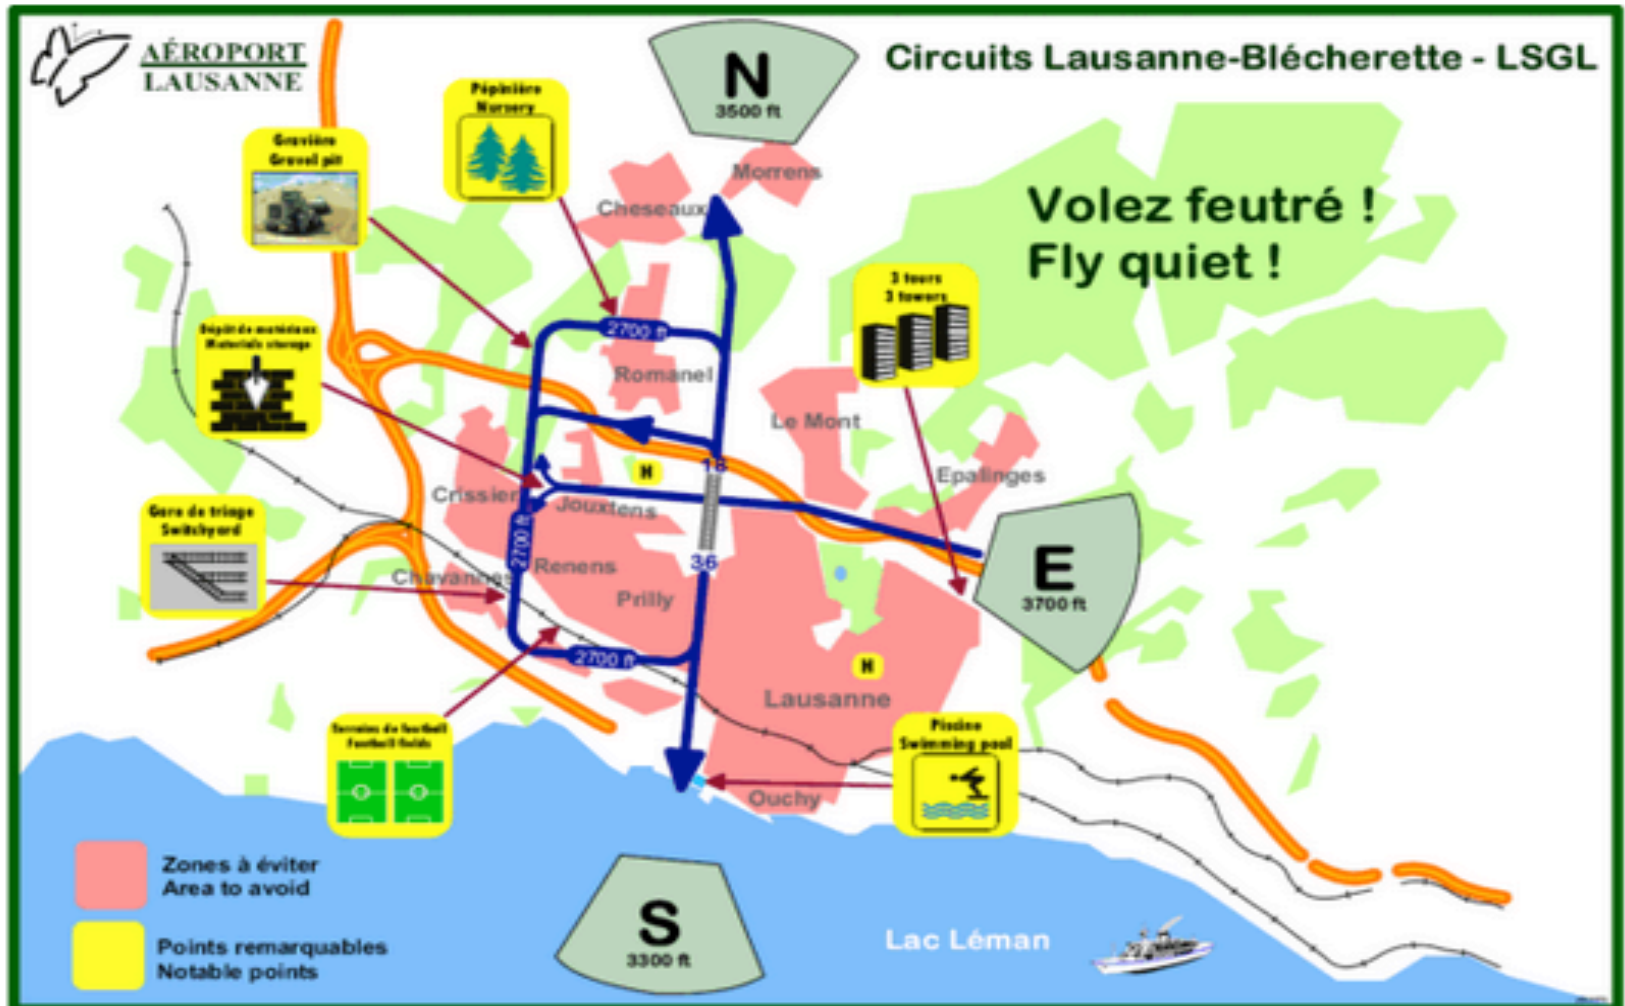 AÉROPORT
LAUSANNE
N
3500 ft
Circuits Lausanne-Blécherette - LSGL
Pépinière
Nursery
Gravière
Gravel pit
Morrens
Cheseaux
Volez feutré !
Fly quiet !
3 tours
3 towers
Dépôt de matériaux
Materials storage
2700 ft
Romanel
Le Mont
H
18
Epalinges
Crissier
Jouxtens
Gare de triage
Switchyard
2700 ft
36
E
3700 ft
Chavannes
Renens
Prilly
2700 ft
H
Lausanne
Terrains de football
Football fields
Piscine
Swimming pool
Ouchy
Zones à éviter
Area to avoid
S
3300 ft
Lac Léman
Points remarquables
Notable points